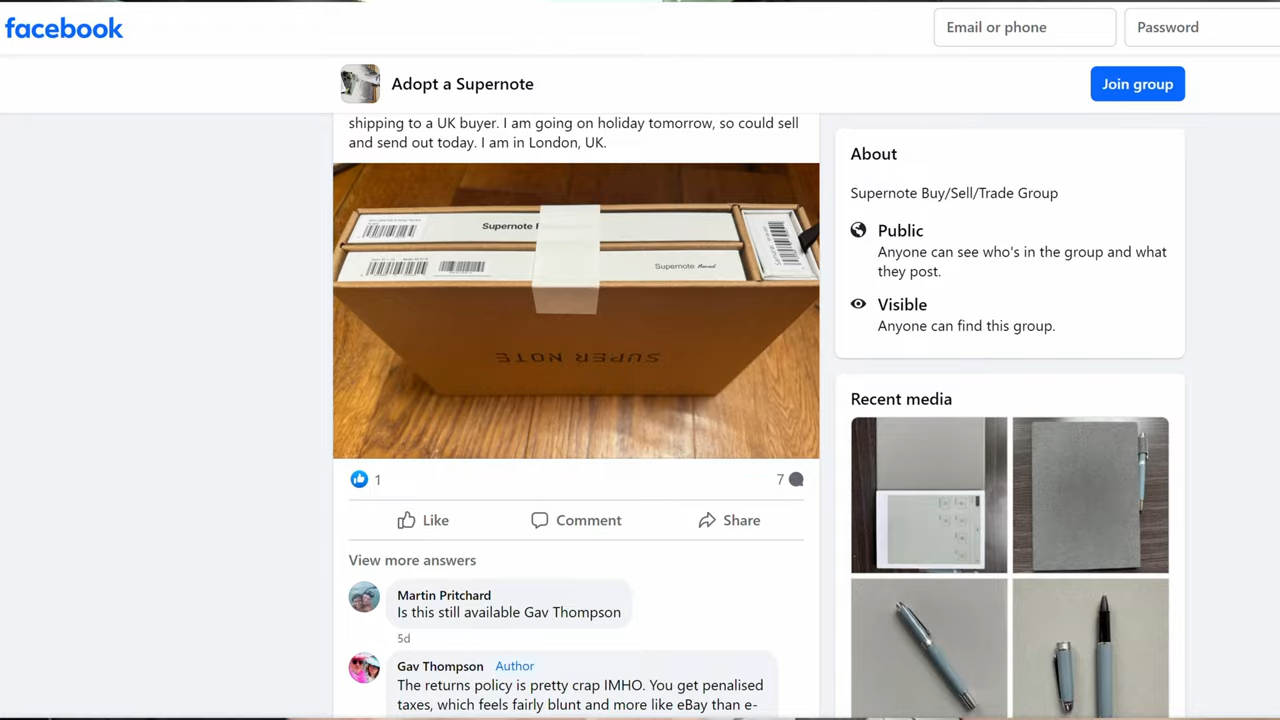 facebook
Email or phone
Password
Adopt a Supernote
Join group
shipping to a UK buyer. I am going on holiday tomorrow, so could sell
and send out today. I am in London, UK.
Supernote
Supernote Nomad
SUPER NOTE
1
7
Like
Comment
Share
View more answers
Martin Pritchard
Is this still available Gav Thompson
5d
Gav Thompson Author
The returns policy is pretty crap IMHO. You get penalised
taxes, which feels fairly blunt and more like eBay than e-
About
Supernote Buy/Sell/Trade Group
Public
Anyone can see who's in the group and what
they post.
Visible
Anyone can find this group.
Recent media